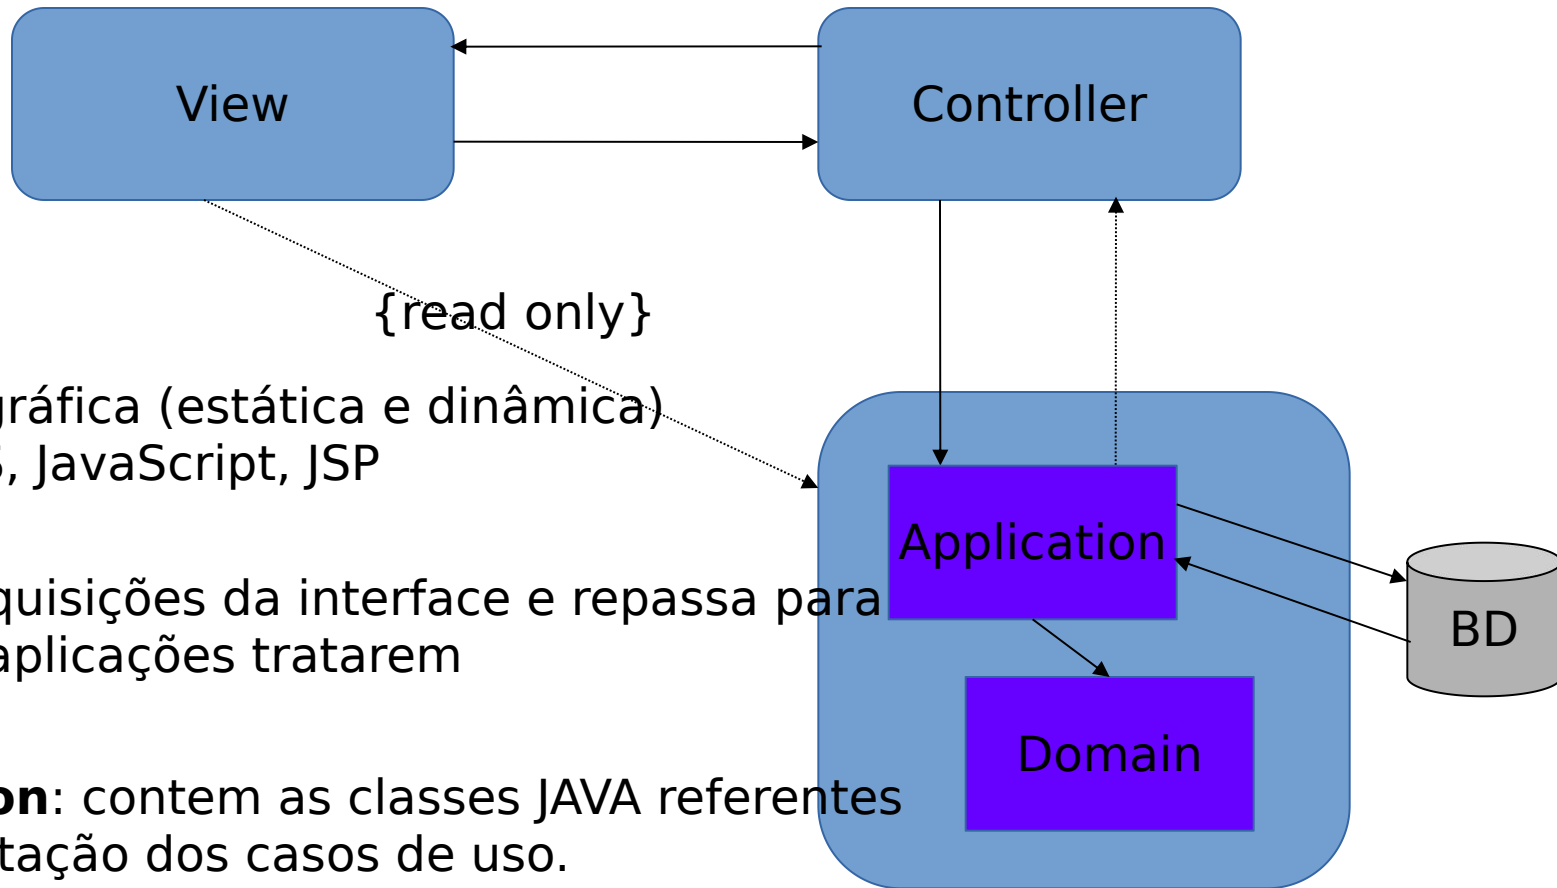 View
Controller
{read only}
gráfica (estática e dinâmica)
, JavaScript, JSP
Application
quisições da interface e repassa para
BD
aplicações tratarem
Domain
on: contem as classes JAVA referentes
tação dos casos de uso.